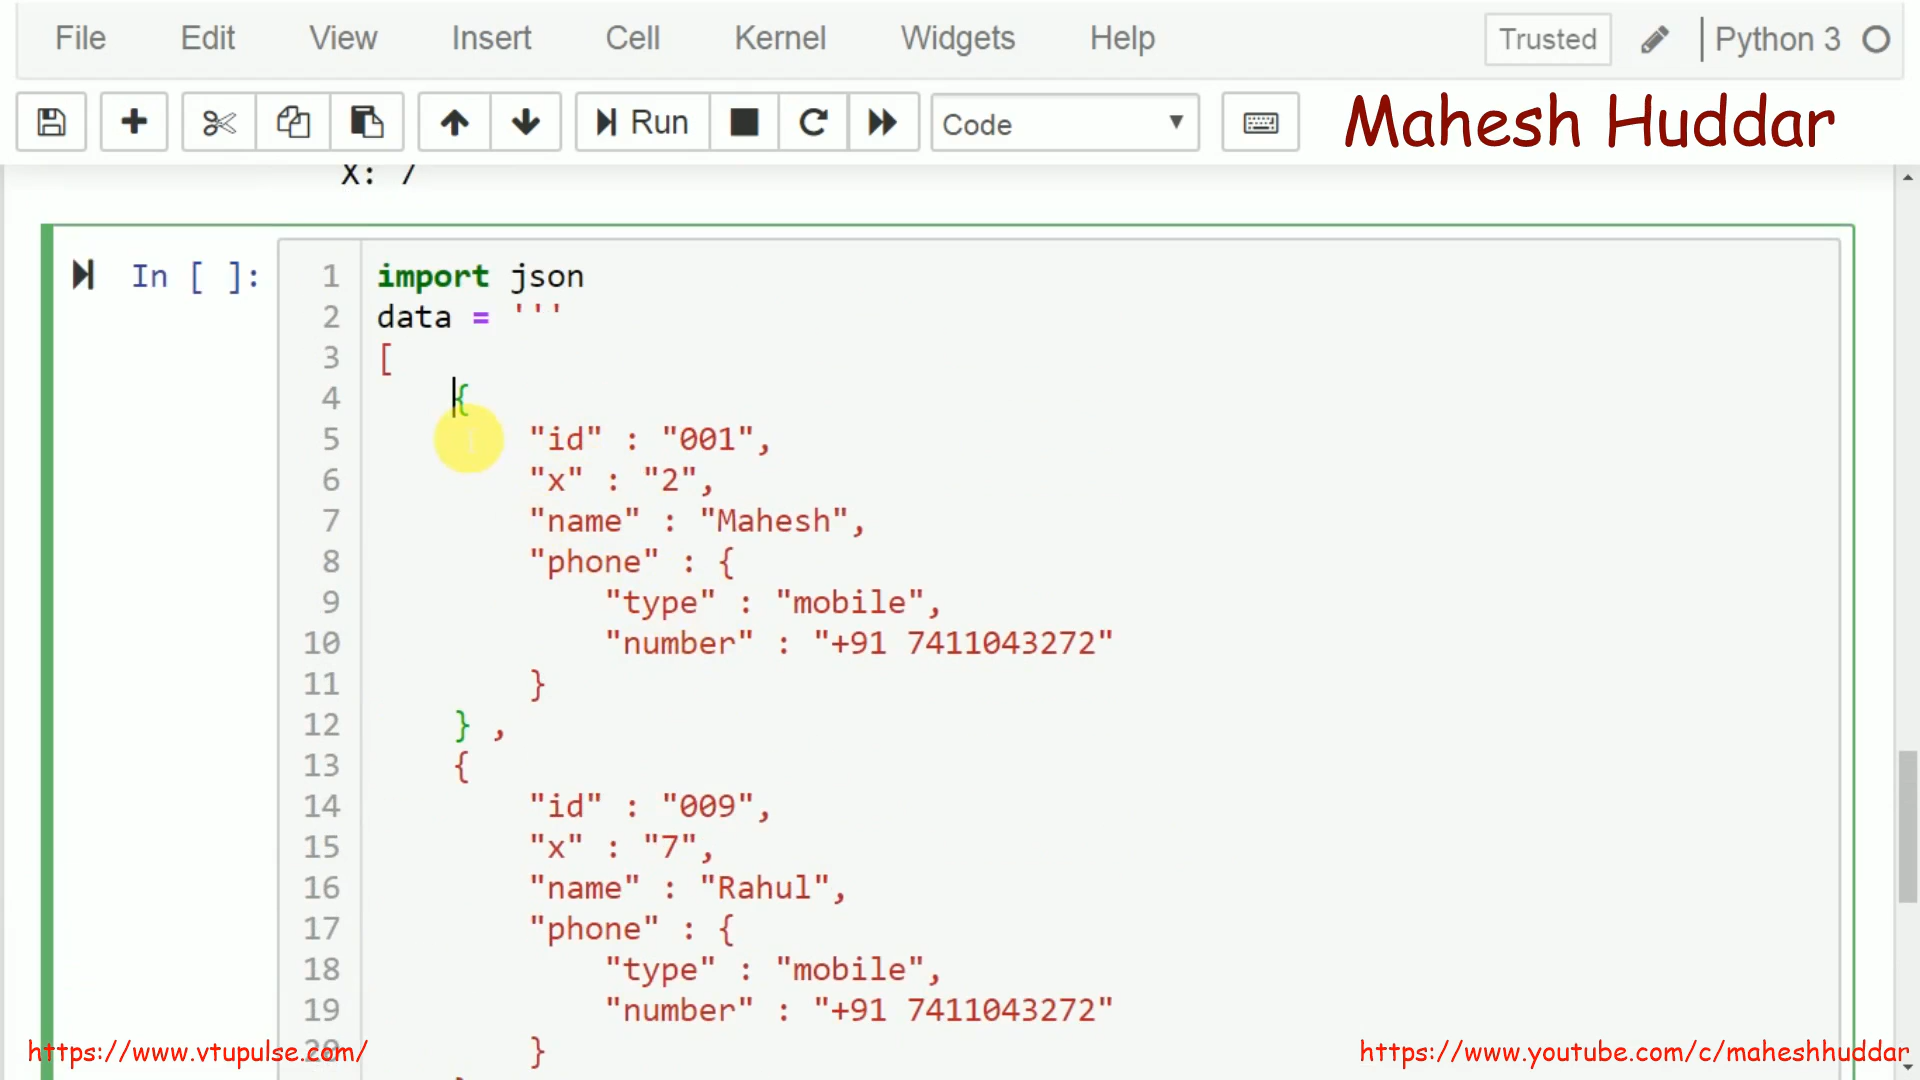 File Edit View Insert Cell Kernel Widgets Help Trusted Python 3
Run Code Mahesh Huddar
X: 7
In [ ]:
1 import json
2 data = '''
3 [
4 {
5 "id" : "001",
6 "x" : "2",
7 "name" : "Mahesh",
8 "phone" : {
9 "type" : "mobile",
10 "number" : "+91 7411043272"
11 }
12 } ,
13 {
14 "id" : "009",
15 "x" : "7",
16 "name" : "Rahul",
17 "phone" : {
18 "type" : "mobile",
19 "number" : "+91 7411043272"
20 }
https://www.vtupulse.com/ https://www.youtube.com/c/maheshhuddar